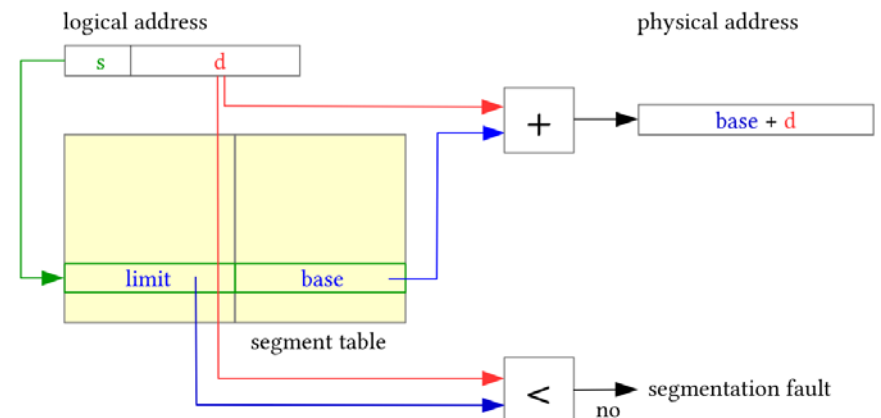 logical address
physical address
s
d
+
base + d
limit
base
segment table
<
segmentation fault
no